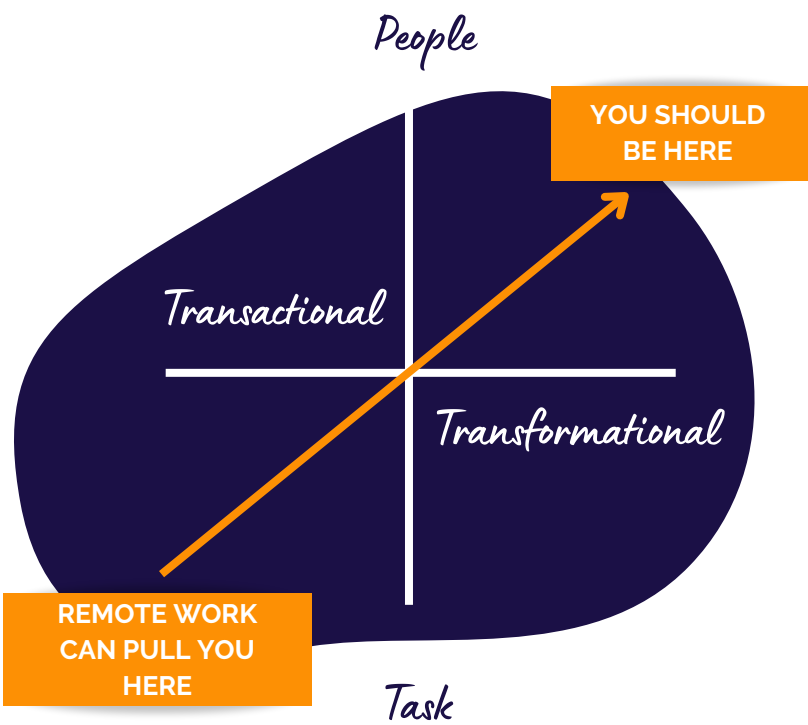 People
YOU SHOULD
BE HERE
Transactional
Transformational
REMOTE WORK
CAN PULL YOU
HERE
Task